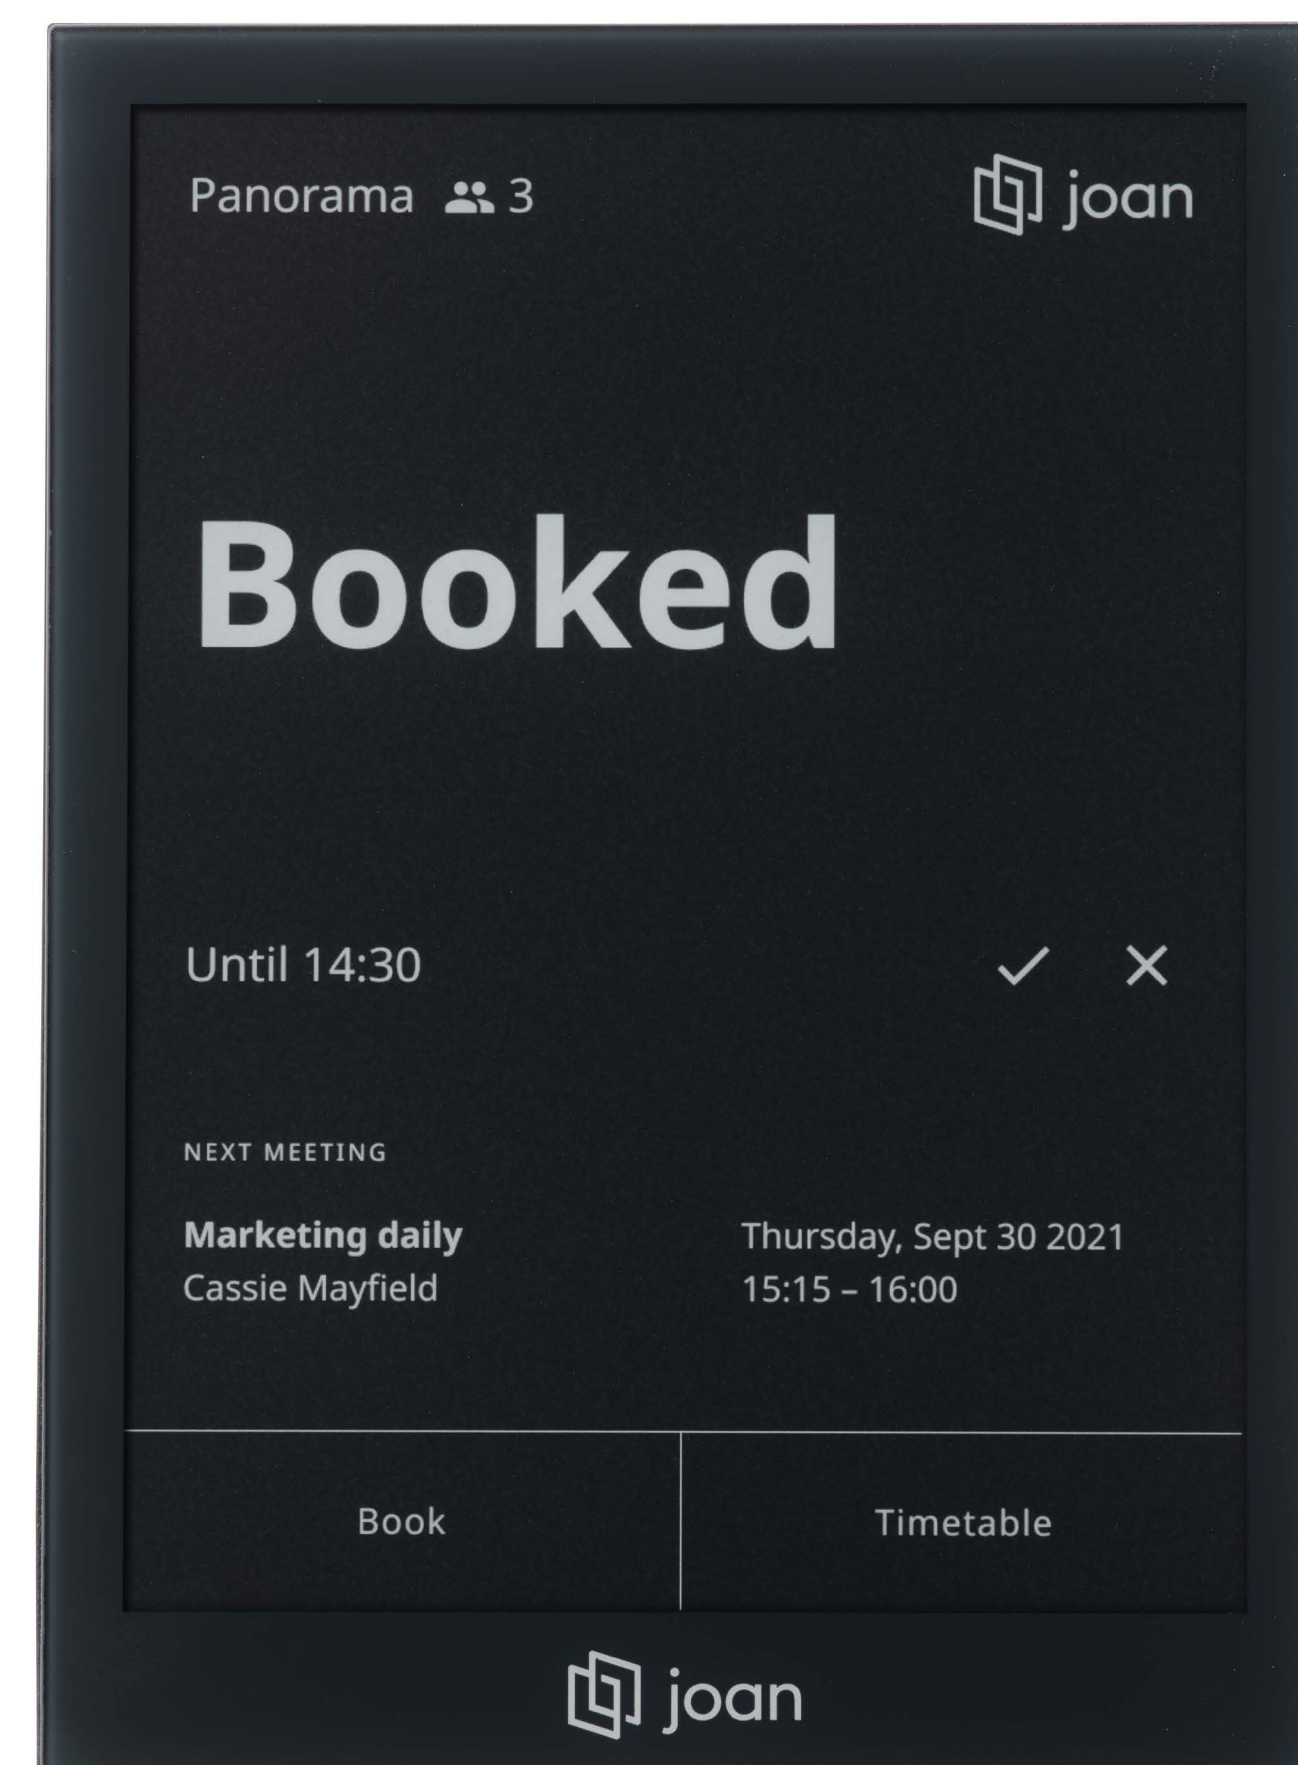 Panorama 3
joan
Booked
Until 14:30
NEXT MEETING
Marketing daily
Thursday, Sept 30 2021
Cassie Mayfield
15:15 – 16:00
Book
Timetable
joan